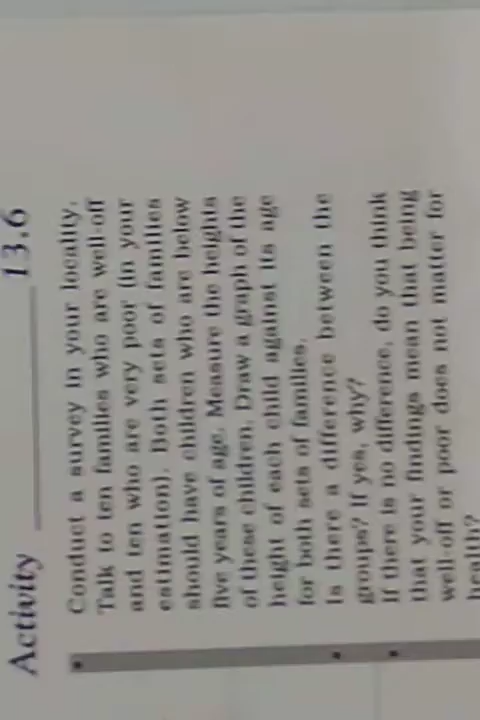 Activity 13.6
Conduct a survey in your locality.
Talk to ten families who are well-off
and ten who are very poor (in your
estimation). Both sets of families
should have children who are below
five years of age. Measure the heights
of these children. Draw a graph of the
height of each child against its age
for both sets of families.
Is there a difference between the
groups? If yes, why?
If there is no difference, do you think
that your findings mean that being
well-off or poor does not matter for
health?